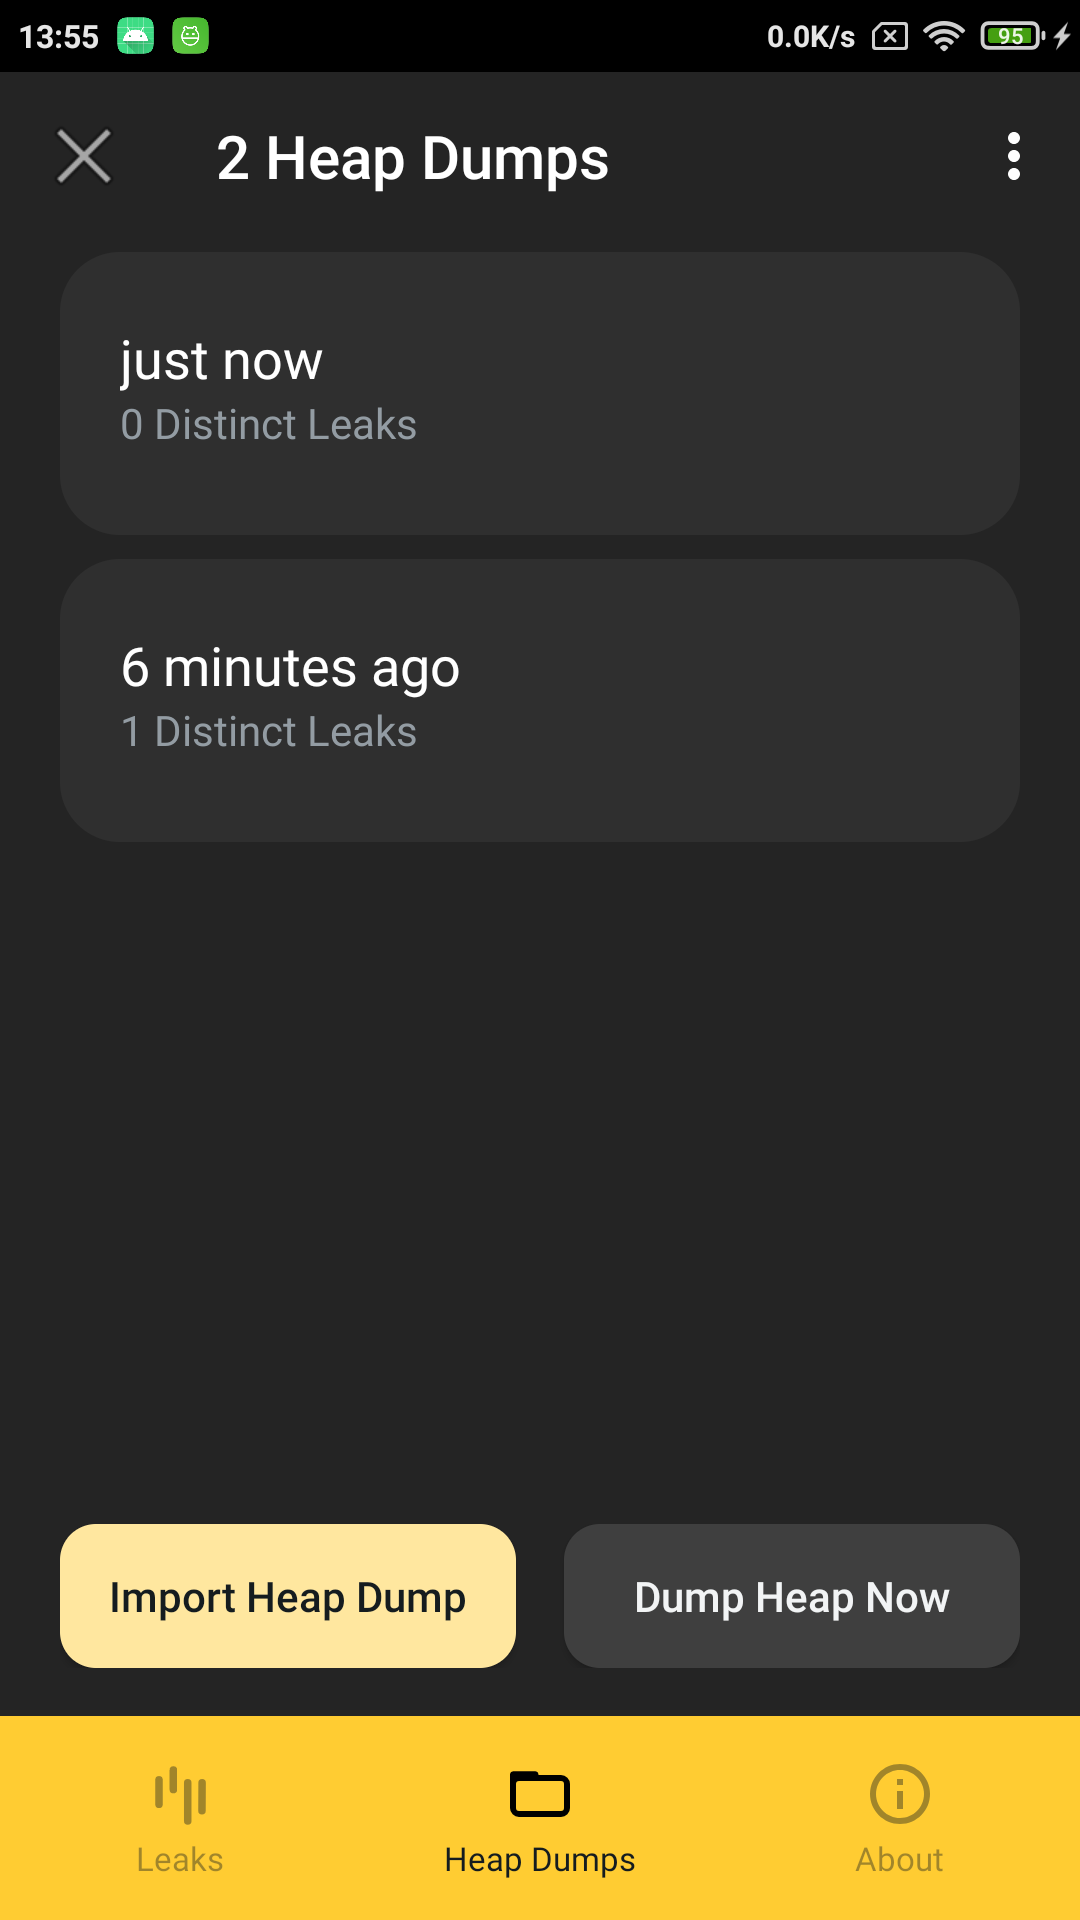 13:55
0.0K/s
95
2 Heap Dumps
just now
0 Distinct Leaks
6 minutes ago
1 Distinct Leaks
Import Heap Dump
Dump Heap Now
Leaks
Heap Dumps
About